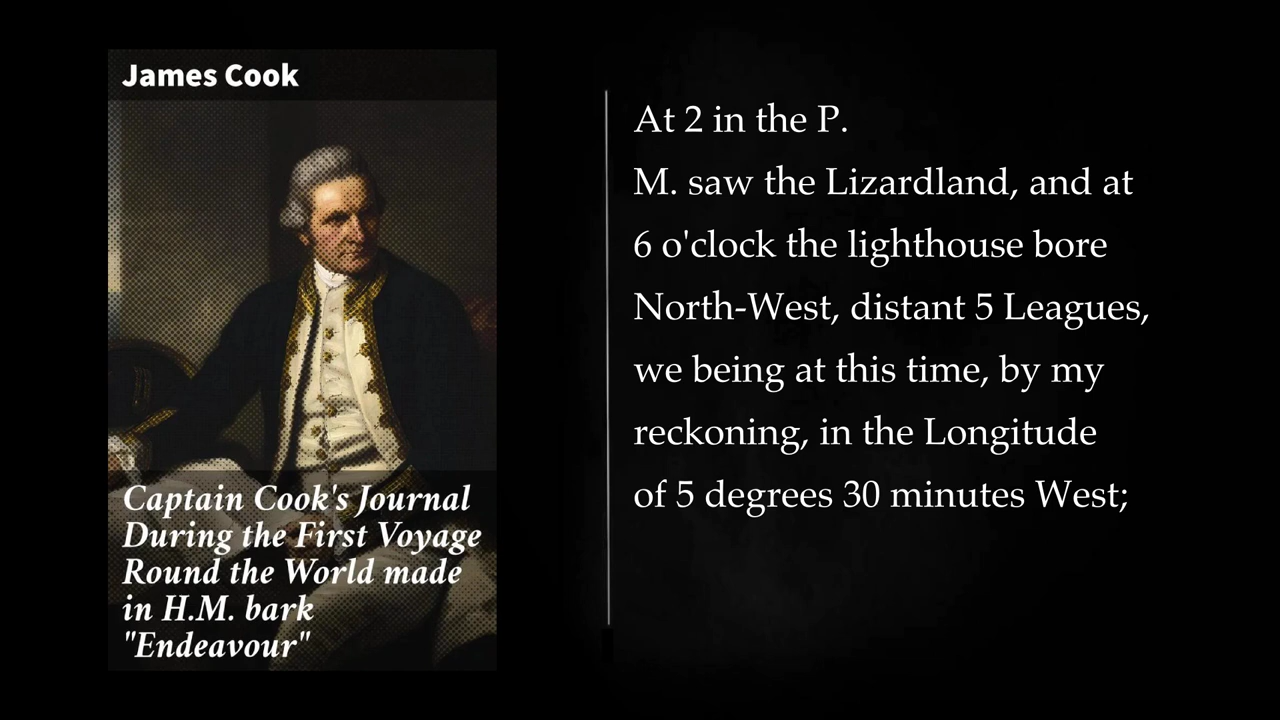 James Cook
Captain Cook's Journal
During the First Voyage
Round the World made
in H.M. bark
"Endeavour"
At 2 in the P.
M. saw the Lizardland, and at
6 o'clock the lighthouse bore
North-West, distant 5 Leagues,
we being at this time, by my
reckoning, in the Longitude
of 5 degrees 30 minutes West;